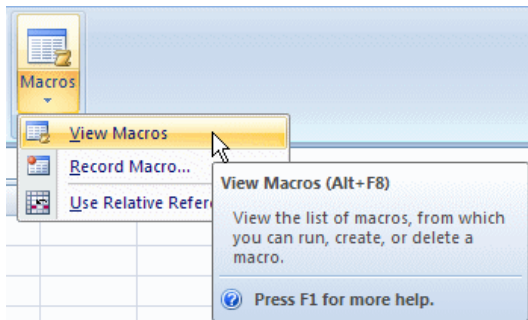 Macros
View Macros
Record Macro...
Use Relative Refer
View Macros (Alt+F8)
View the list of macros, from which
you can run, create, or delete a
macro.
Press F1 for more help.